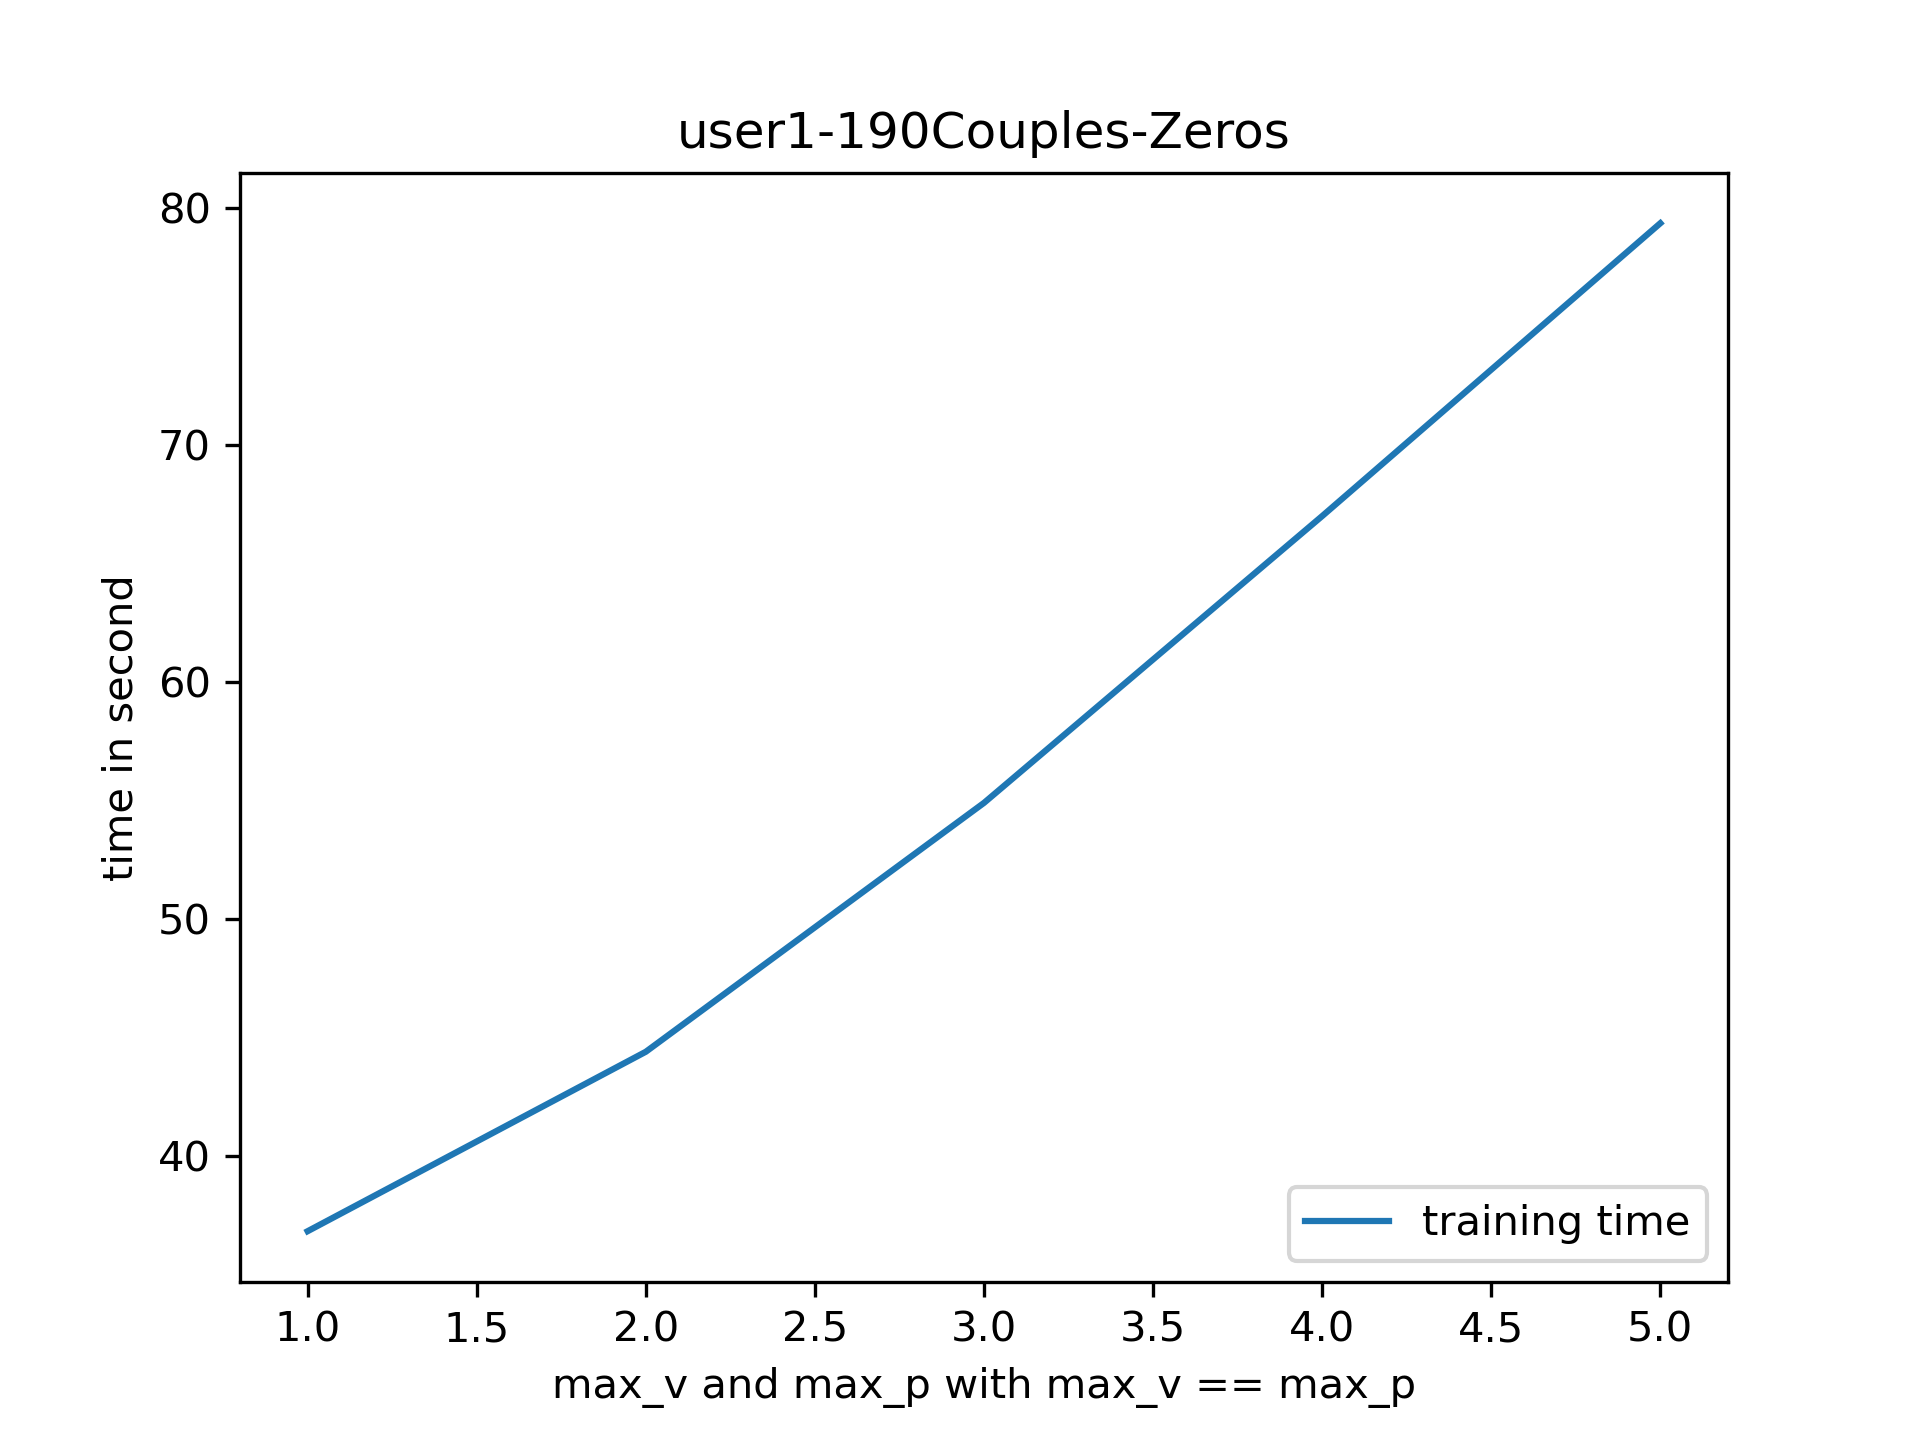 user1-190Couples-Zeros
80
70
60
50
40
time in second
training time
1.0 1.5 2.0 2.5 3.0 3.5 4.0 4.5 5.0
max_v and max_p with max_v == max_p